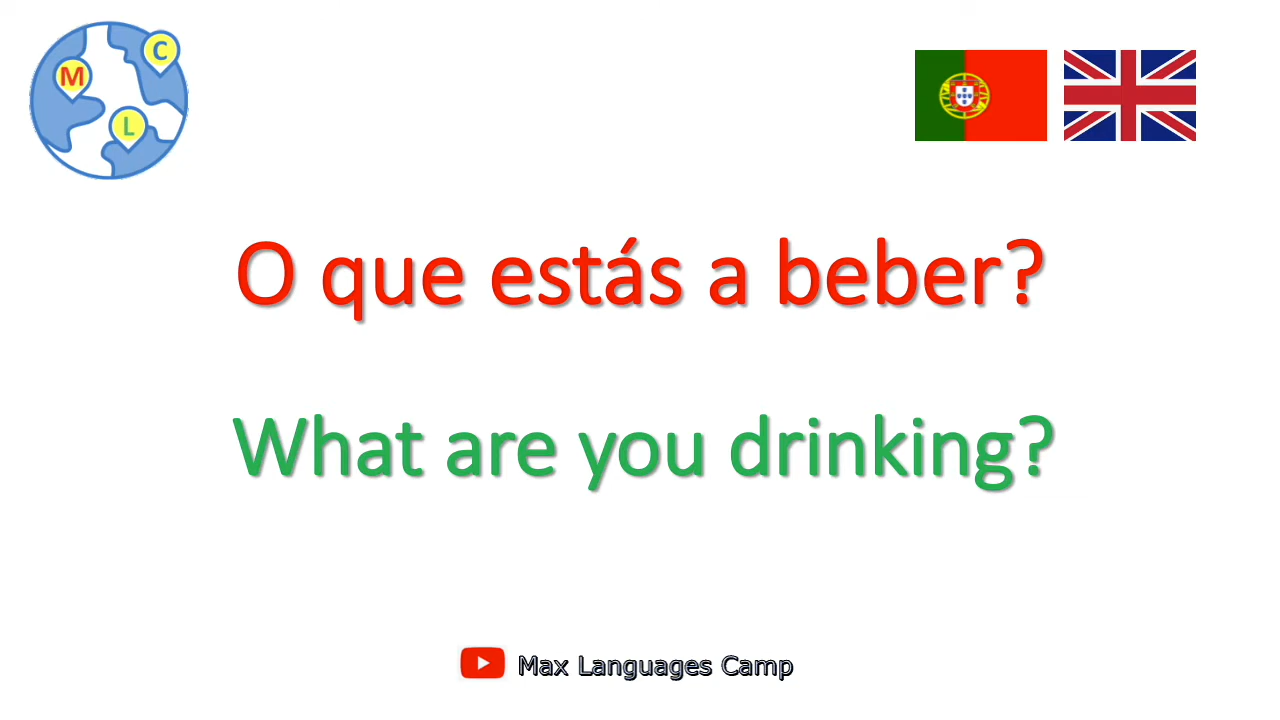 M
C
L
O que estás a beber?
What are you drinking?
Max Languages Camp